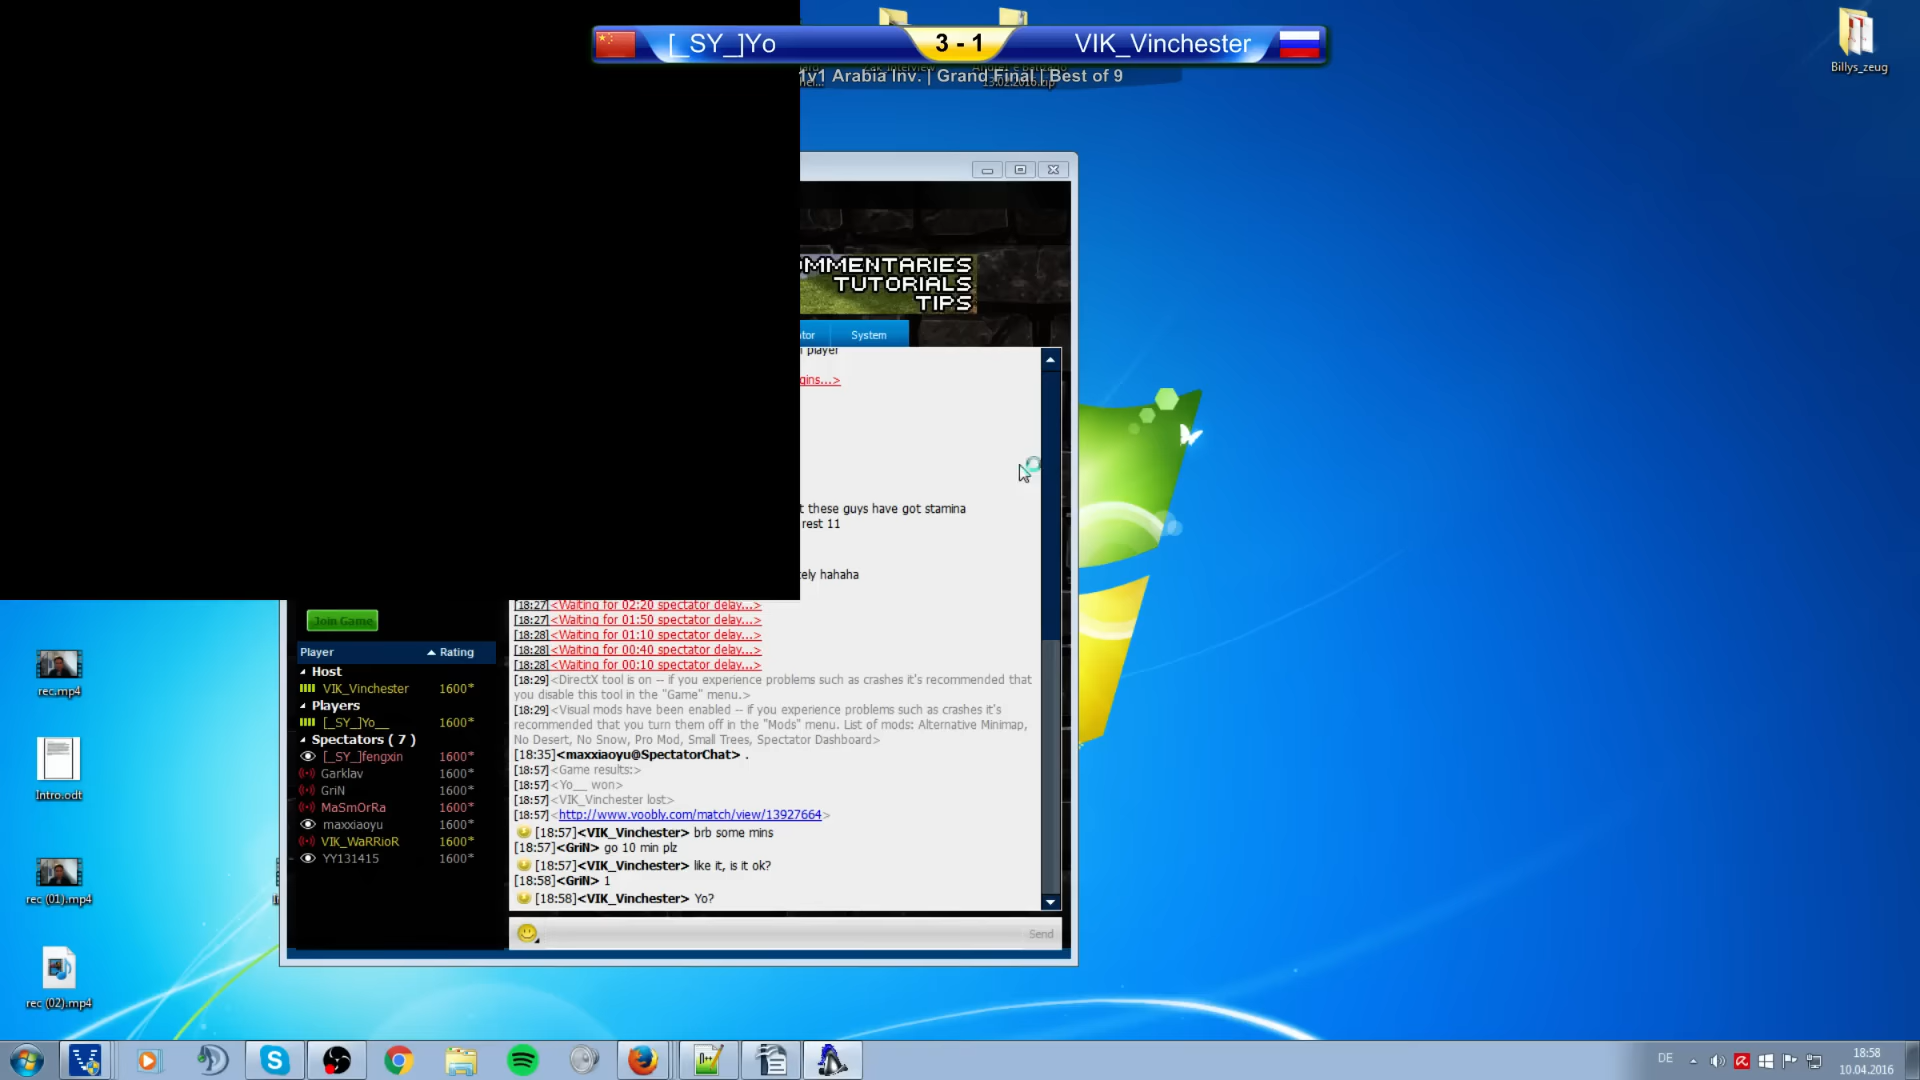 [_SY_]Yo 3 - 1 VIK_Vinchester
1v1 Arabia Inv. | Grand Final | Best of 9
13.02.2016.zip
Billys_zeug
OMMENTARIES
TUTORIALS
TIPS
tor System
player
gins...>
t these guys have got stamina
rest 11
ely hahaha
[18:27]<Waiting for 02:20 spectator delay...>
[18:27]<Waiting for 01:50 spectator delay...>
[18:28]<Waiting for 01:10 spectator delay...>
[18:28]<Waiting for 00:40 spectator delay...>
[18:28]<Waiting for 00:10 spectator delay...>
[18:29]<DirectX tool is on -- if you experience problems such as crashes it's recommended that
you disable this tool in the "Game" menu.>
[18:29]<Visual mods have been enabled -- if you experience problems such as crashes it's
recommended that you turn them off in the "Mods" menu. List of mods: Alternative Minimap,
No Desert, No Snow, Pro Mod, Small Trees, Spectator Dashboard>
[18:35]<maxxiaoyu@SpectatorChat> .
[18:57]<Game results:>
[18:57]<Yo__ won>
[18:57]<VIK_Vinchester lost>
[18:57]<http://www.voobly.com/match/view/13927664>
[18:57]<VIK_Vinchester> brb some mins
[18:57]<GriN> go 10 min plz
[18:57]<VIK_Vinchester> like it, is it ok?
[18:58]<GriN> 1
[18:58]<VIK_Vinchester> Yo?
Send
Join Game
Player Rating
Host
VIK_Vinchester 1600*
Players
[_SY_]Yo__ 1600*
Spectators ( 7 )
[_SY_]fengxin 1600*
Garklav 1600*
GriN 1600*
MaSmOrRa 1600*
maxxiaoyu 1600*
VIK_WaRRioR 1600*
YY131415 1600*
rec.mp4
Intro.odt
rec (01).mp4
rec (02).mp4
DE
18:58
10.04.2016